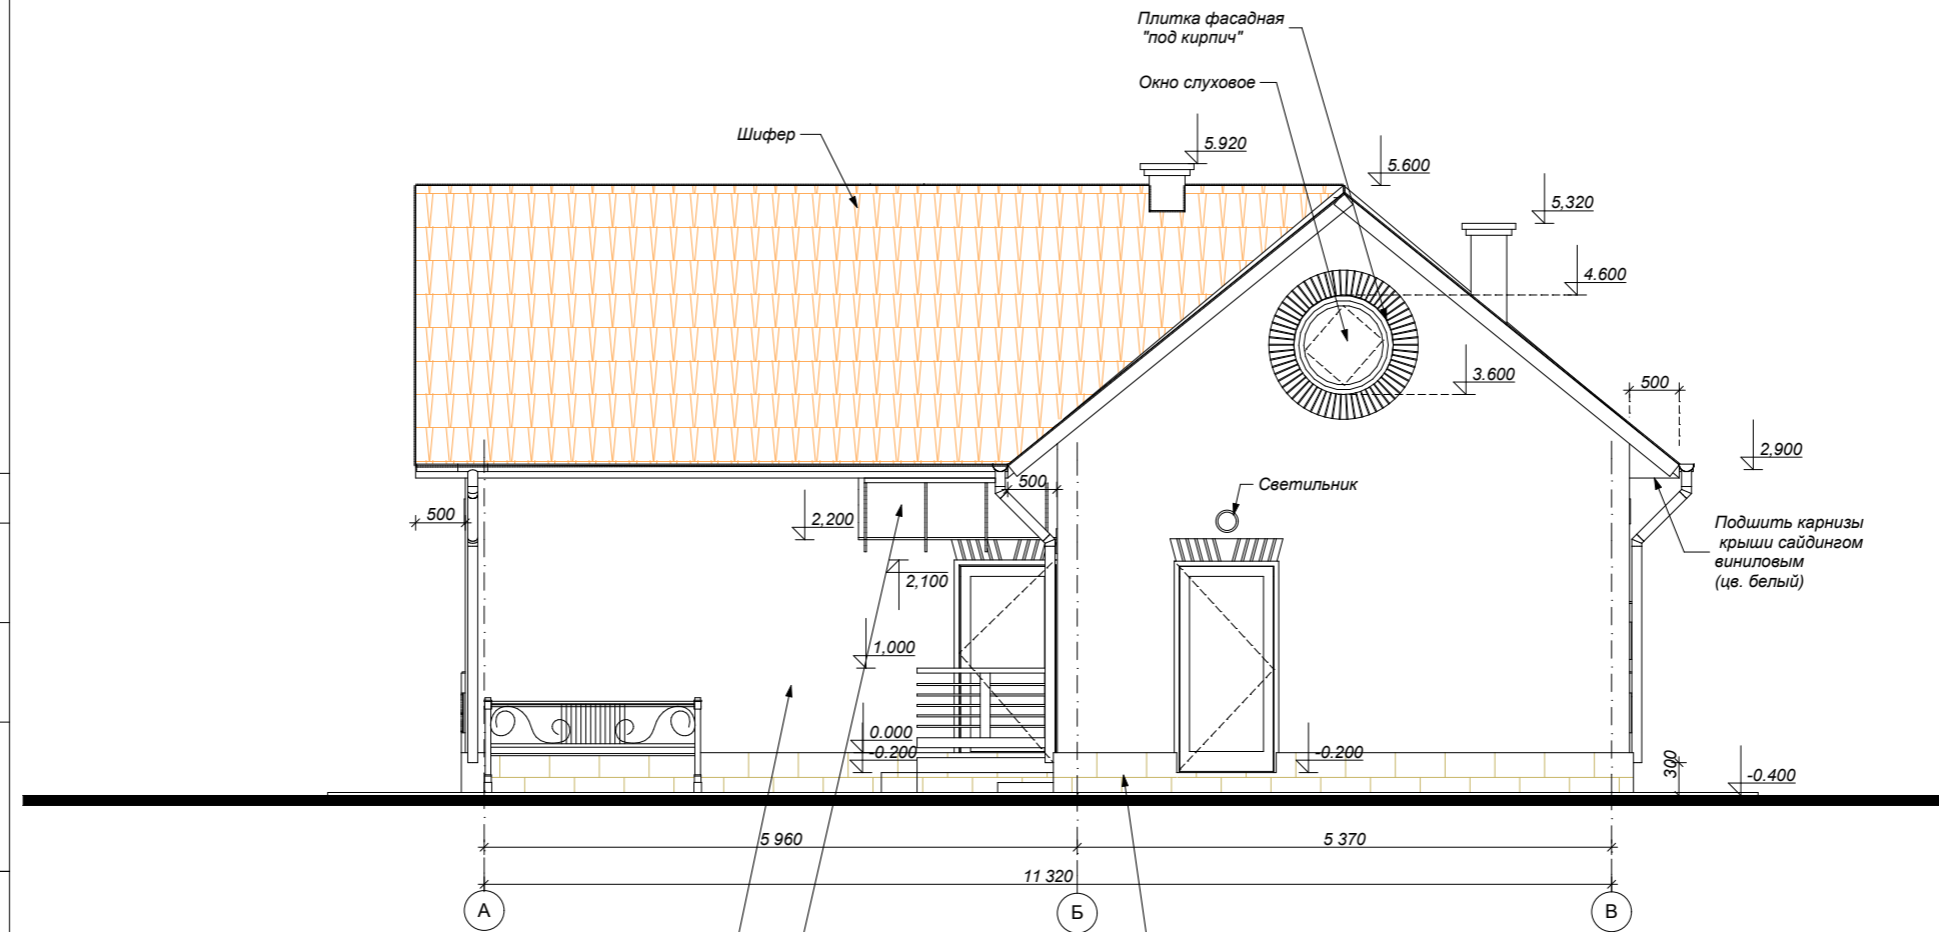 Плитка фасадная
"под кирпич"
Окно слуховое
Шифер
5.920
5.600
5,320
4.600
3.600
500
2,900
500
Светильник
500
2,200
Подшить карнизы
крыши сайдингом
виниловым
(цв. белый)
2,100
1,000
0.000
-0.200
-0.200
300
-0.400
5 960
5 370
11 320
А
Б
В